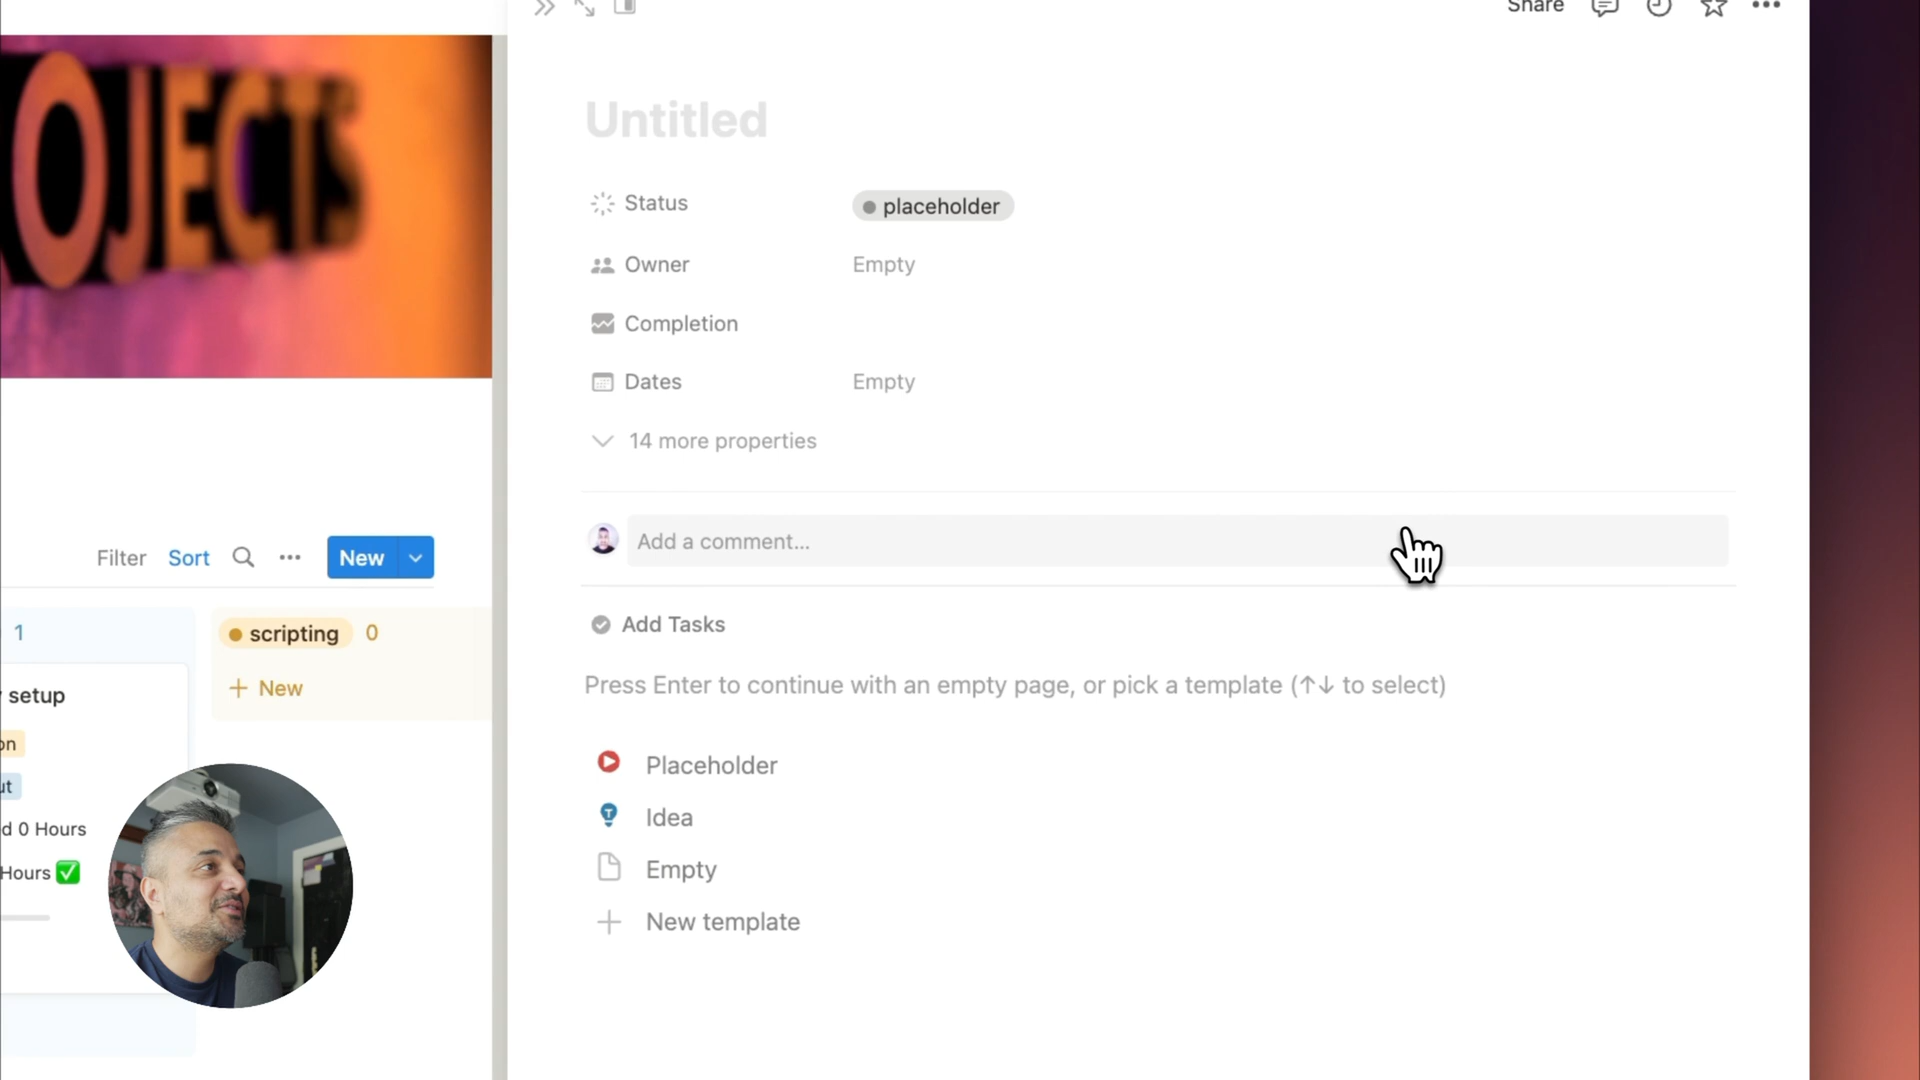 OJECTS
Filter Sort New
1
scripting 0
New
setup
on
ut
d 0 Hours
Hours
Share
Untitled
Status placeholder
Owner Empty
Completion
Dates Empty
14 more properties
Add a comment...
Add Tasks
Press Enter to continue with an empty page, or pick a template (↑↓ to select)
Placeholder
Idea
Empty
New template